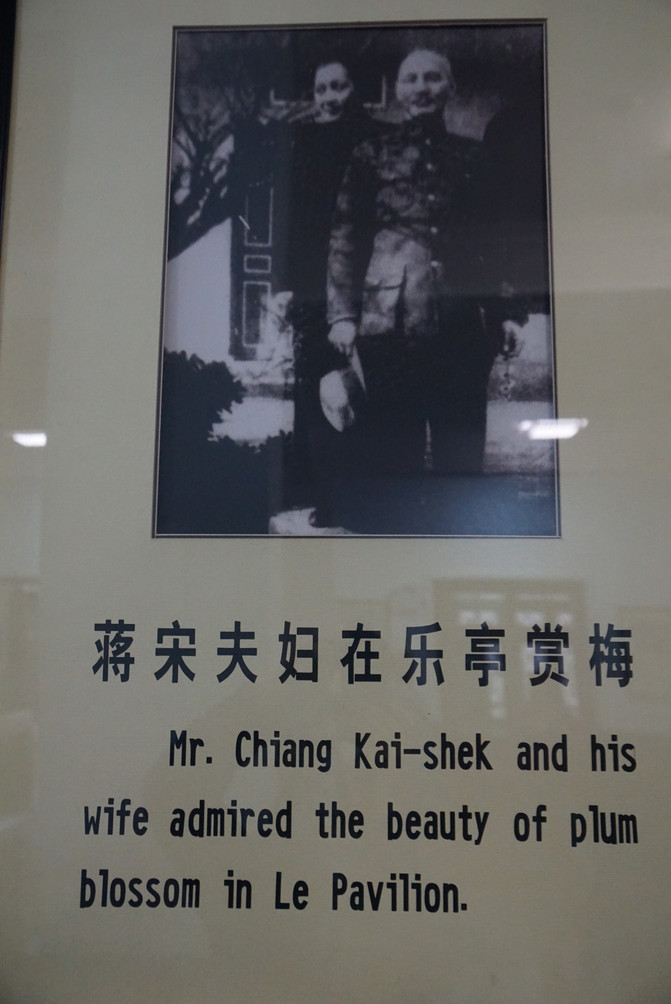 蒋宋夫妇在乐亭赏梅
Mr. Chiang Kai-shek and his
wife admired the beauty of plum
blossom in Le Pavilion.